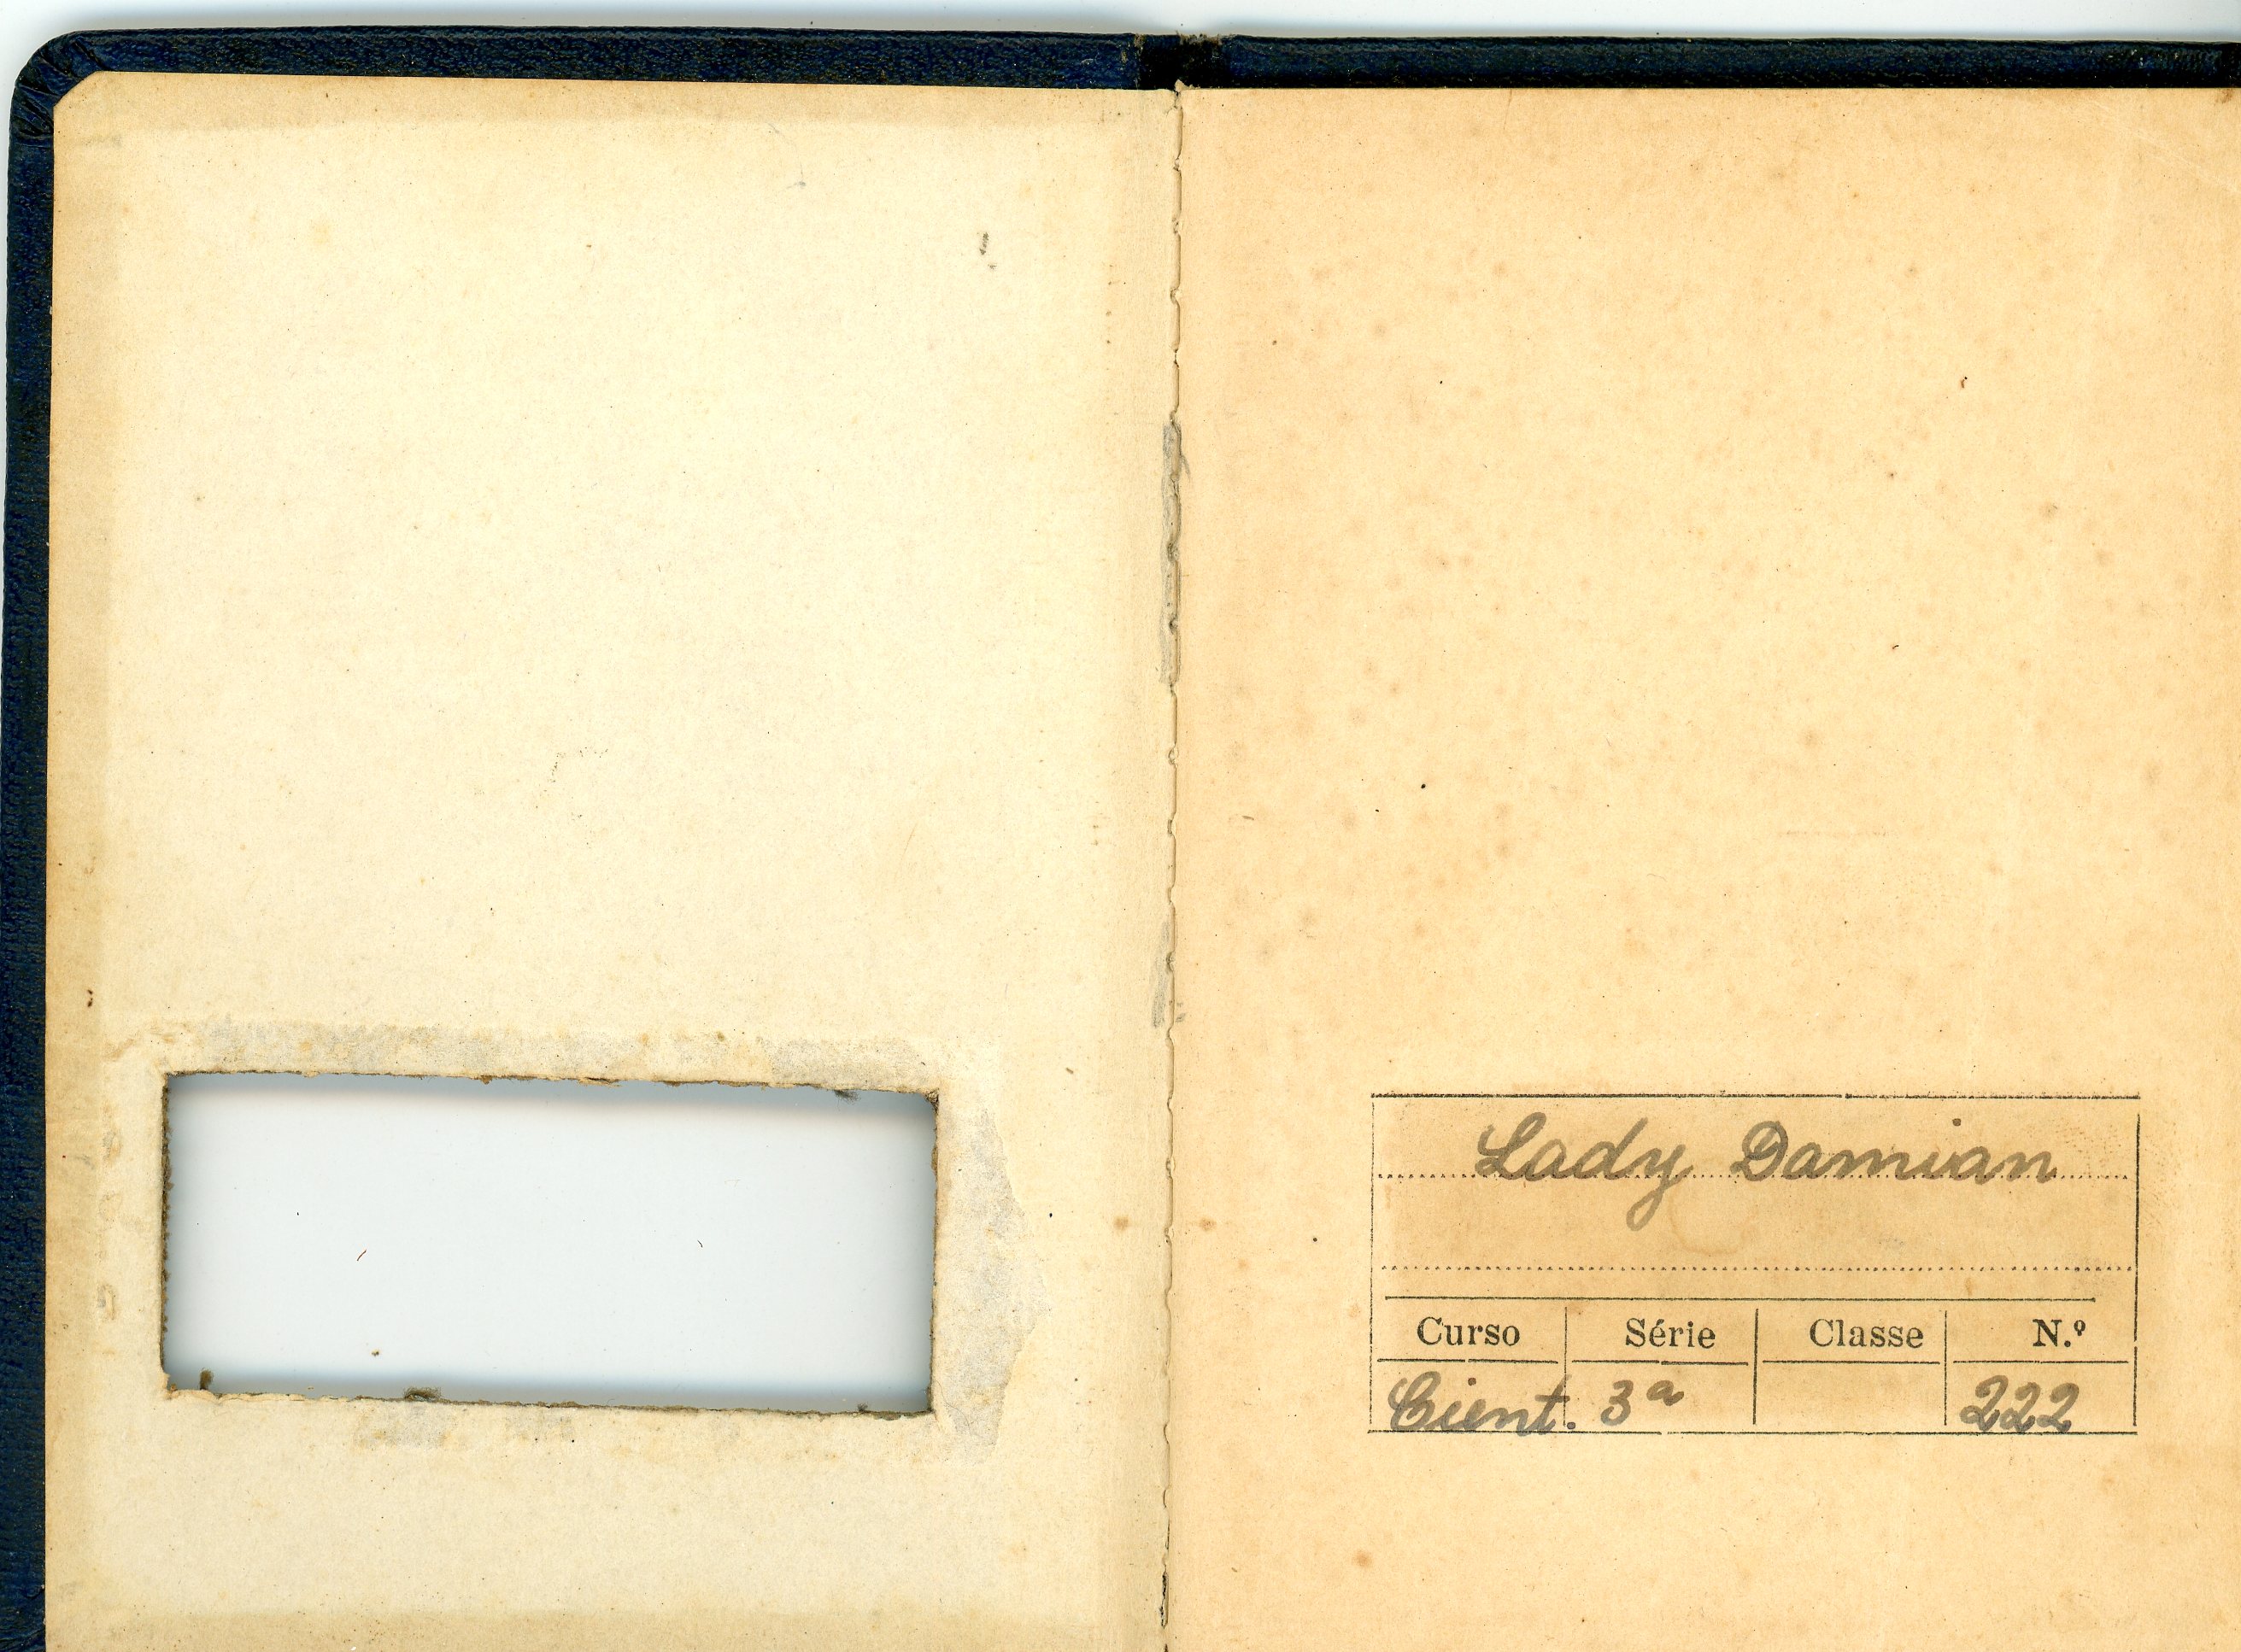 Lady Damian
Curso Série Classe N.º
Cient. 3ª 222